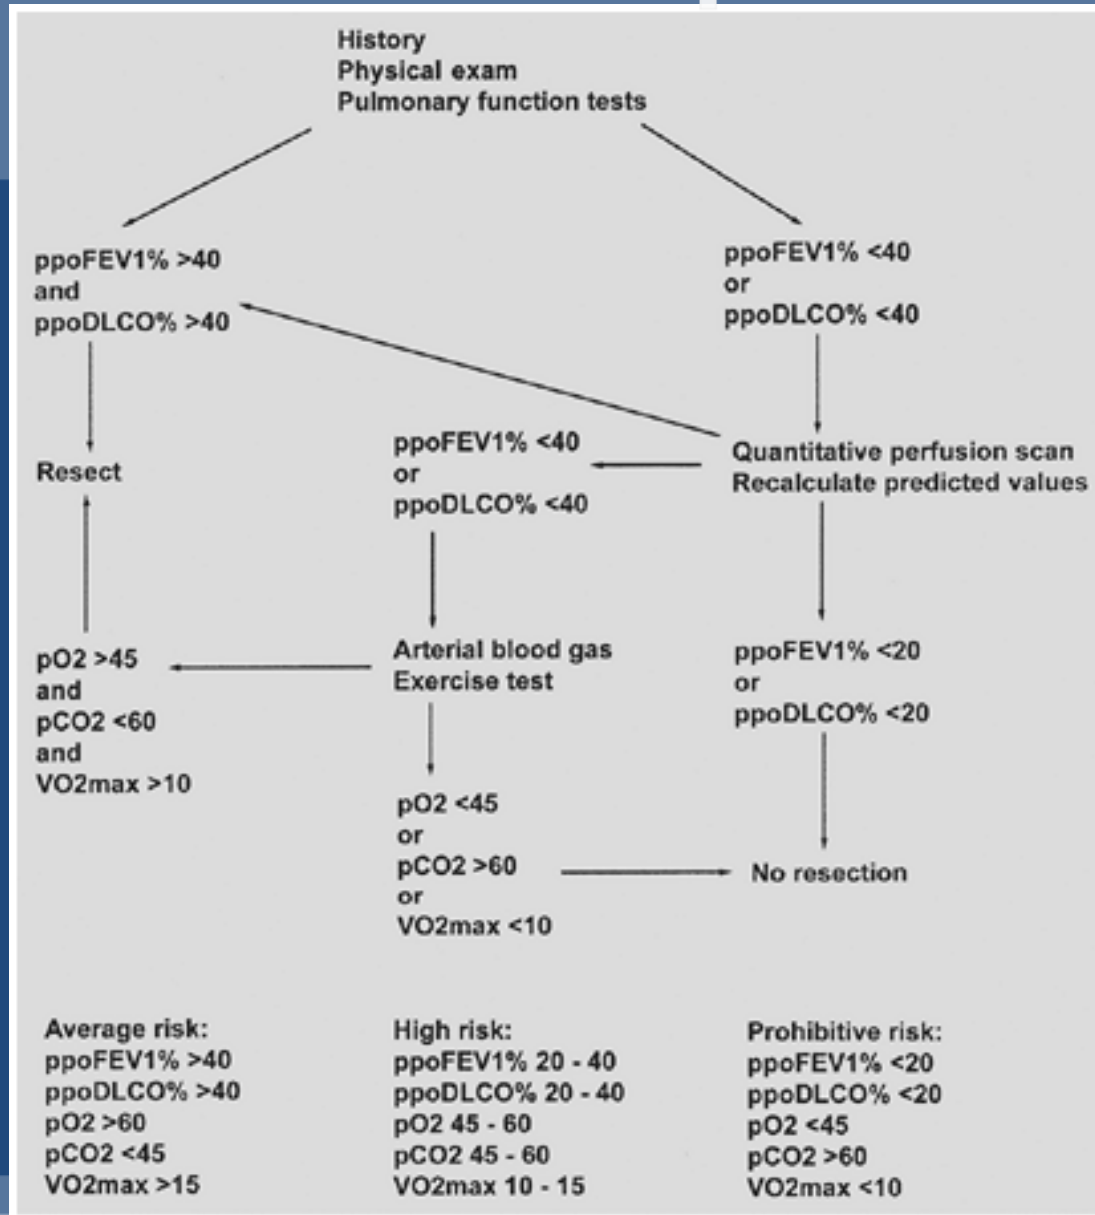 History
Physical exam
Pulmonary function tests
ppoFEV1% >40
and
ppoDLCO% >40
ppoFEV1% <40
or
ppoDLCO% <40
Resect
ppoFEV1% <40
or
ppoDLCO% <40
Quantitative perfusion scan
Recalculate predicted values
pO2 >45
and
pCO2 <60
and
VO2max >10
Arterial blood gas
Exercise test
ppoFEV1% <20
or
ppoDLCO% <20
pO2 <45
or
pCO2 >60
or
VO2max <10
No resection
Average risk:
ppoFEV1% >40
ppoDLCO% >40
pO2 >60
pCO2 <45
VO2max >15
High risk:
ppoFEV1% 20 - 40
ppoDLCO% 20 - 40
pO2 45 - 60
pCO2 45 - 60
VO2max 10 - 15
Prohibitive risk:
ppoFEV1% <20
ppoDLCO% <20
pO2 <45
pCO2 >60
VO2max <10